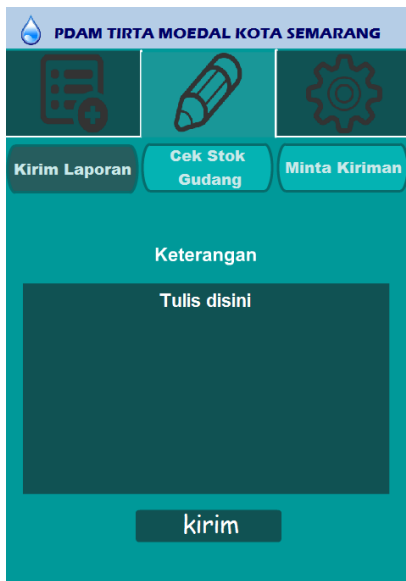 PDAM TIRTA MOEDAL KOTA SEMARANG
Kirim Laporan
Cek Stok
Gudang
Minta Kiriman
Keterangan
Tulis disini
kirim